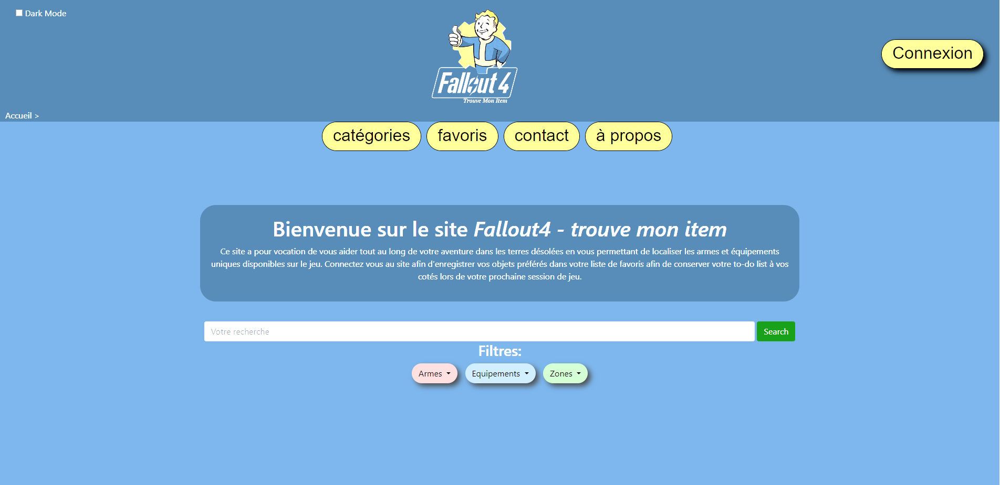 Dark Mode
Connexion
Fallout 4
Trouve Mon Item
Accueil >
catégories
favoris
contact
à propos
Bienvenue sur le site Fallout4 - trouve mon item
Ce site a pour vocation de vous aider tout au long de votre aventure dans les terres désolées en vous permettant de localiser les armes et équipements
uniques disponibles sur le jeu. Connectez vous au site afin d'enregistrer vos objets préférés dans votre liste de favoris afin de conserver votre to-do list à vos
cotés lors de votre prochaine session de jeu.
Votre recherche
Search
Filtres:
Armes
Equipements
Zones